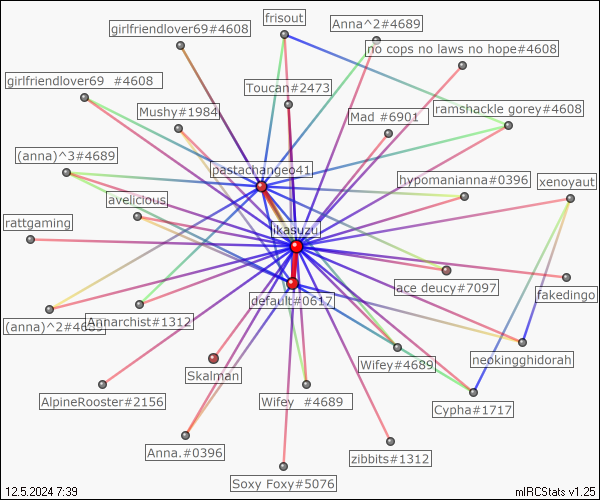 frisout
Anna^2#4689
girlfriendlover69#4608
no cops no laws no hope#4608
girlfriendlover69 #4608
Toucan#2473
Mushy#1984
Mad #6901
ramshackle gorey#4608
(anna)^3#4689
pastachangeo41
hypomanianna#0396
xenoyaut
avelicious
rattgaming
ikasuzu
ace deucy#7097
fakedingo
default#0617
(anna)^2#4689
Annarchist#1312
neokingghidorah
Wifey#4689
Skalman
AlpineRooster#2156
Wifey #4689
Cypha#1717
Anna.#0396
zibbits#1312
Soxy Foxy#5076
12.5.2024 7:39
mIRCStats v1.25